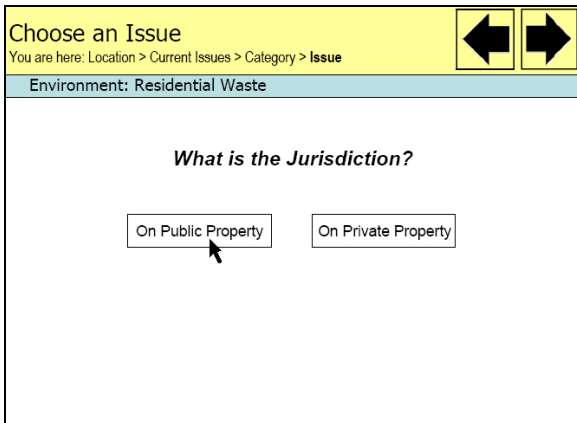 Choose an Issue
You are here: Location > Current Issues > Category > Issue
Environment: Residential Waste
What is the Jurisdiction?
On Public Property
On Private Property